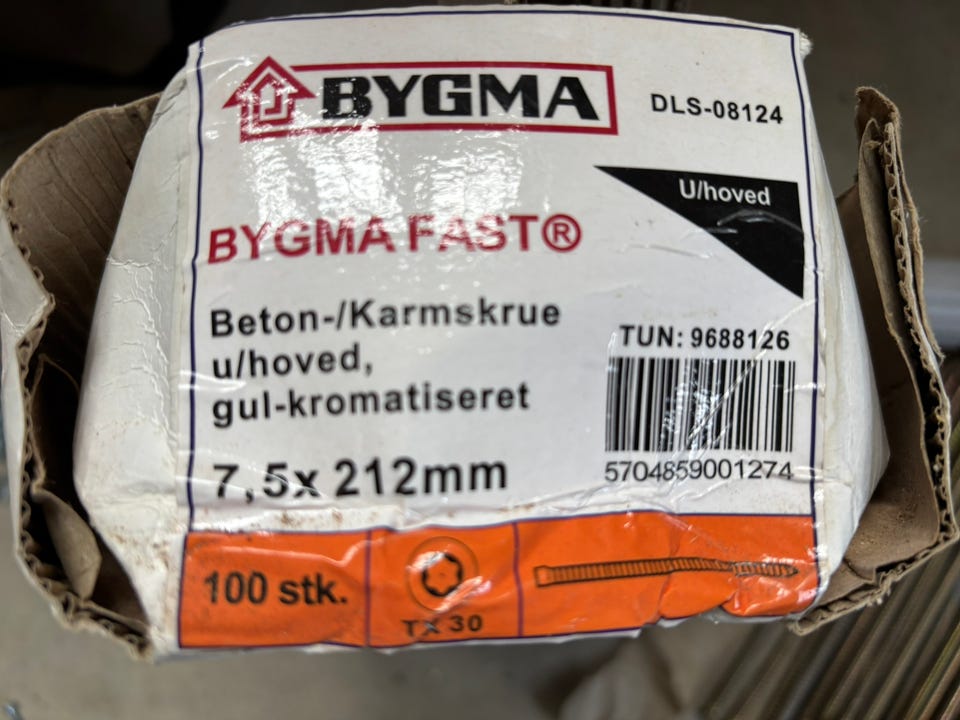 BYGMA
DLS-08124
U/hoved
BYGMA FAST®
Beton-/Karmskrue
u/hoved,
gul-kromatiseret
7,5x 212mm
TUN: 9688126
5704859001274
100 stk.
TX 30